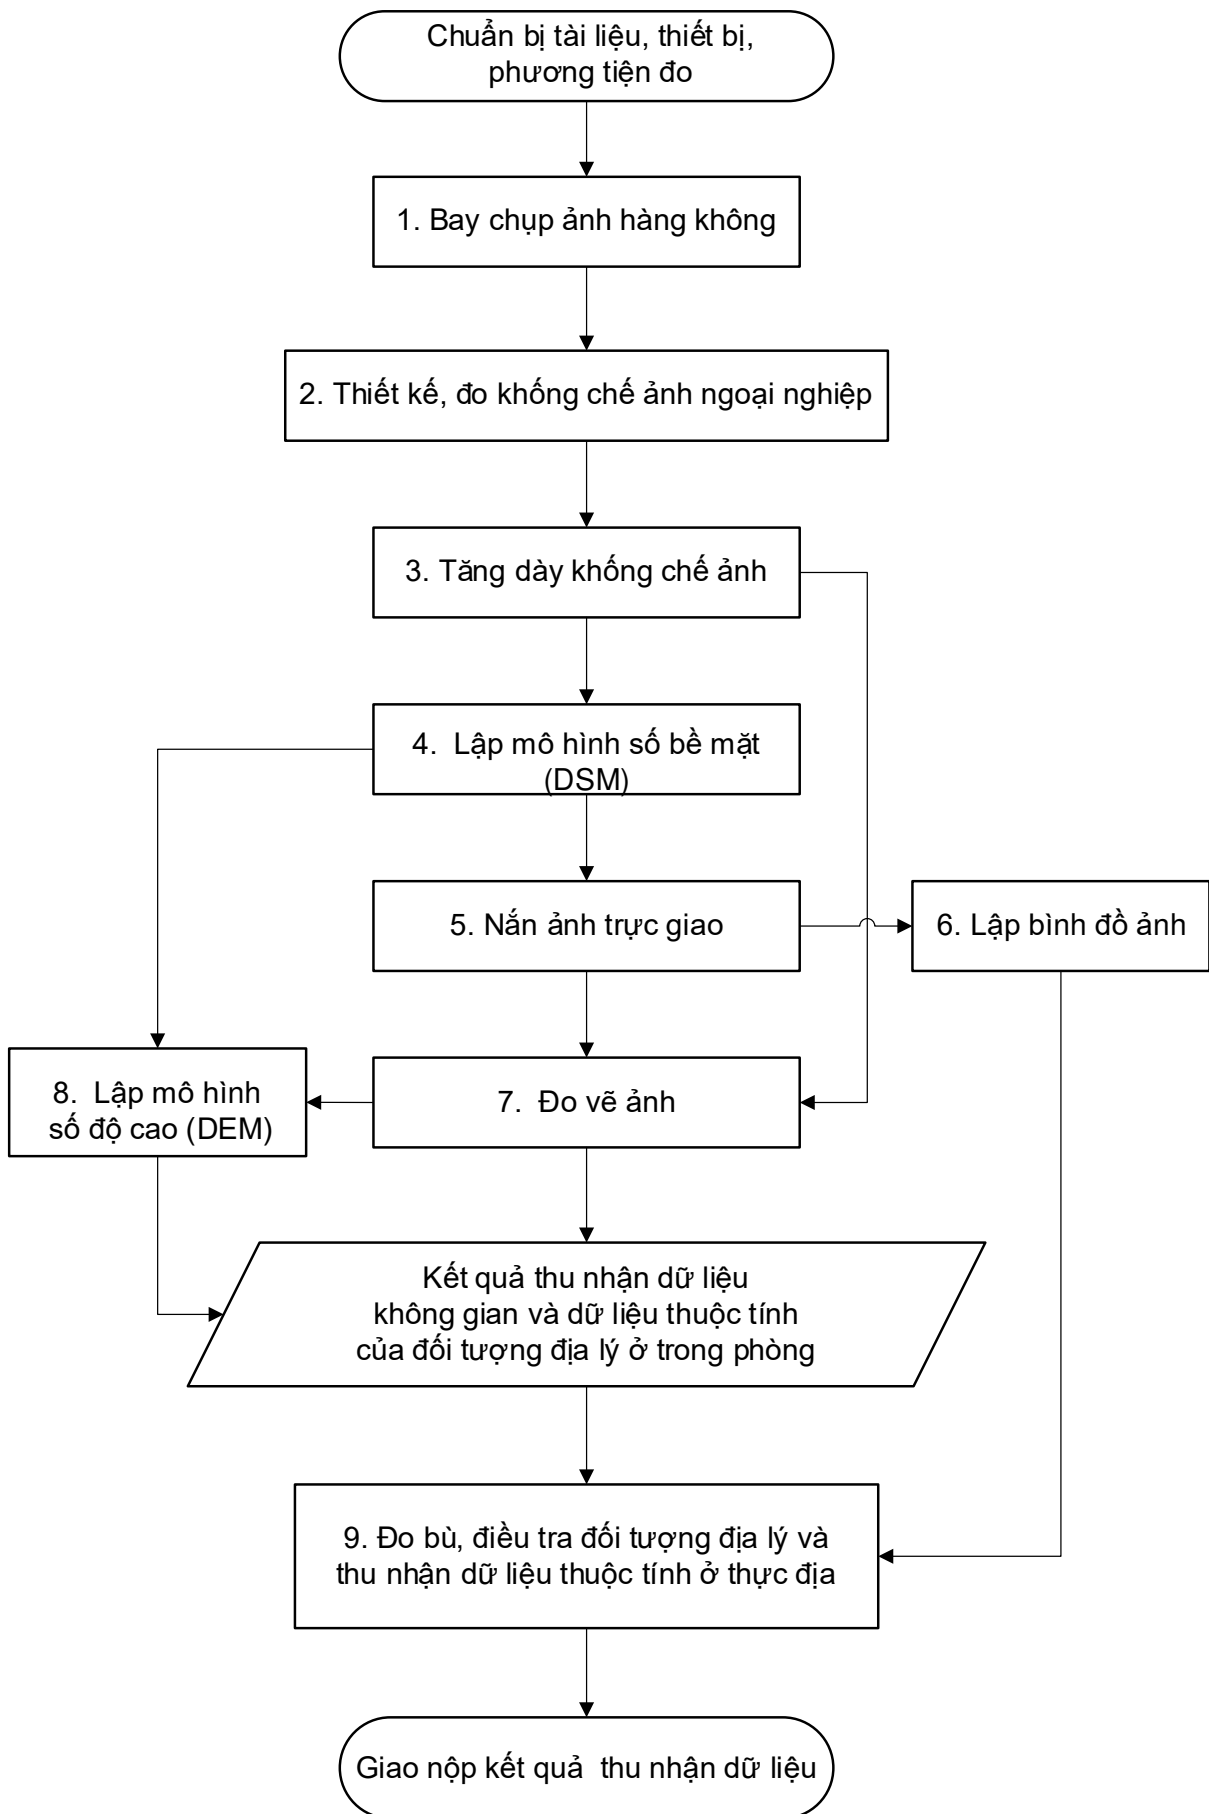 Chuẩn bị tài liệu, thiết bị,
phương tiện đo
1. Bay chụp ảnh hàng không
2. Thiết kế, đo khống chế ảnh ngoại nghiệp
3. Tăng dày khống chế ảnh
4. Lập mô hình số bề mặt
(DSM)
5. Nắn ảnh trực giao
6. Lập bình đồ ảnh
8. Lập mô hình
số độ cao (DEM)
7. Đo vẽ ảnh
Kết quả thu nhận dữ liệu
không gian và dữ liệu thuộc tính
của đối tượng địa lý ở trong phòng
9. Đo bù, điều tra đối tượng địa lý và
thu nhận dữ liệu thuộc tính ở thực địa
Giao nộp kết quả thu nhận dữ liệu